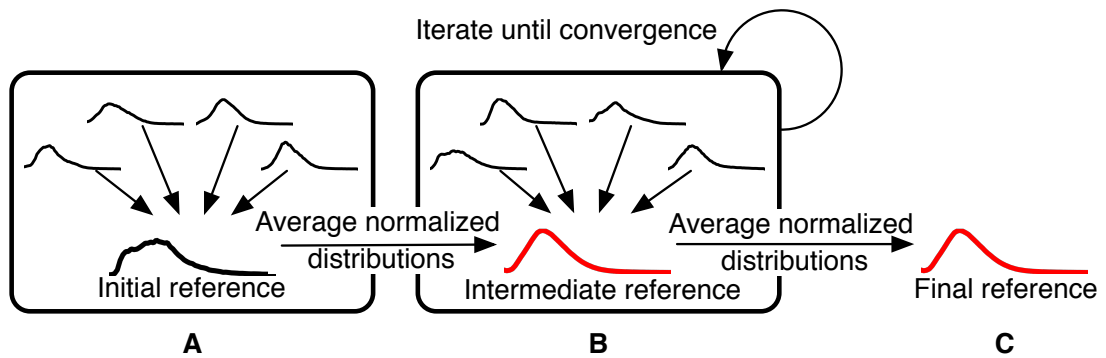 Iterate until convergence
Average normalized
distributions
Average normalized
distributions
Initial reference
Intermediate reference
Final reference
A
B
C